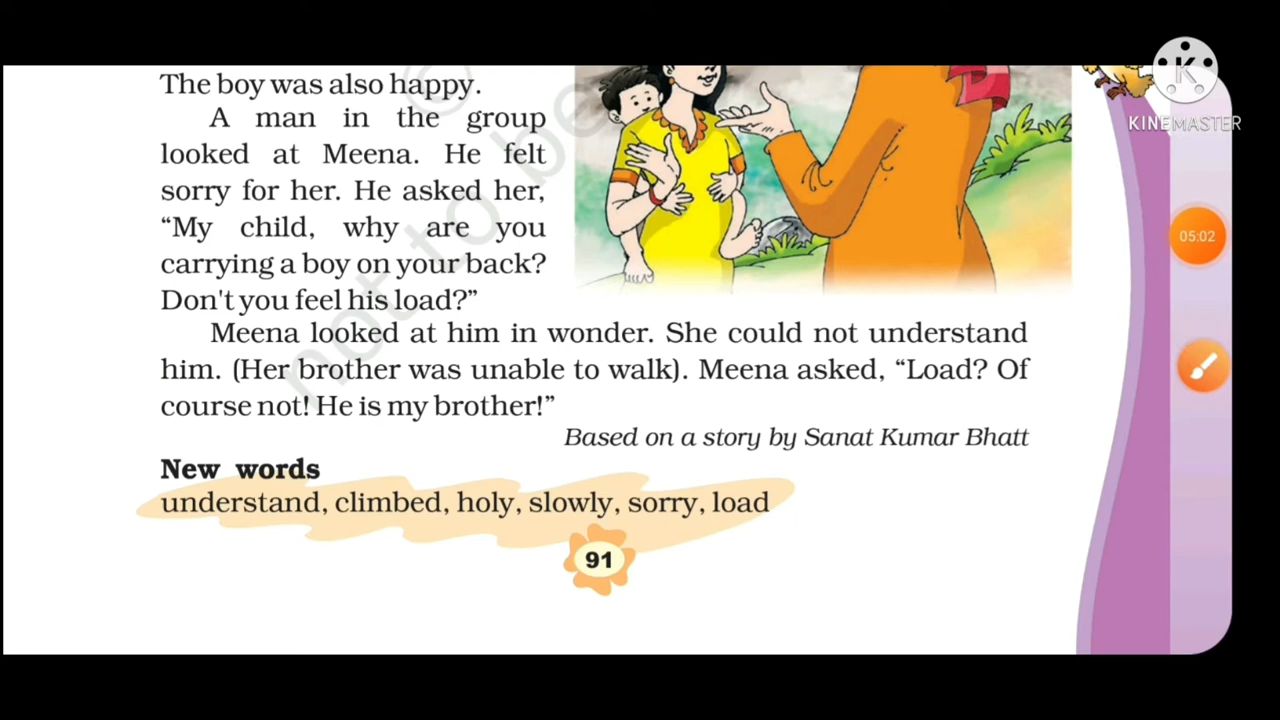 The boy was also happy.
A man in the group
looked at Meena. He felt
sorry for her. He asked her,
“My child, why are you
carrying a boy on your back?
Don't you feel his load?”
Meena looked at him in wonder. She could not understand
him. (Her brother was unable to walk). Meena asked, “Load? Of
course not! He is my brother!”
Based on a story by Sanat Kumar Bhatt
New words
understand, climbed, holy, slowly, sorry, load
91
not to be
©
K
KINEMASTER
05:02